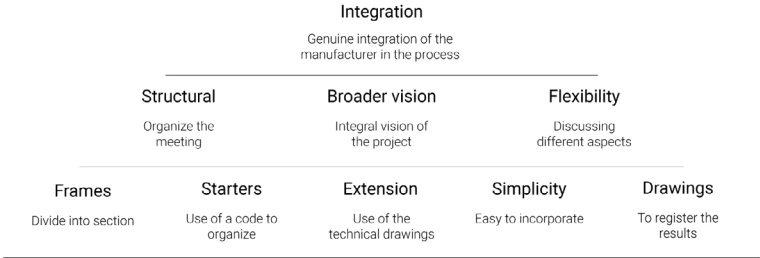 Integration
Genuine integration of the
manufacturer in the process
Structural
Organize the
meeting
Broader vision
Integral vision of
the project
Flexibility
Discussing
different aspects
Frames
Divide into section
Starters
Use of a code to
organize
Extension
Use of the
technical drawings
Simplicity
Easy to incorporate
Drawings
To register the
results